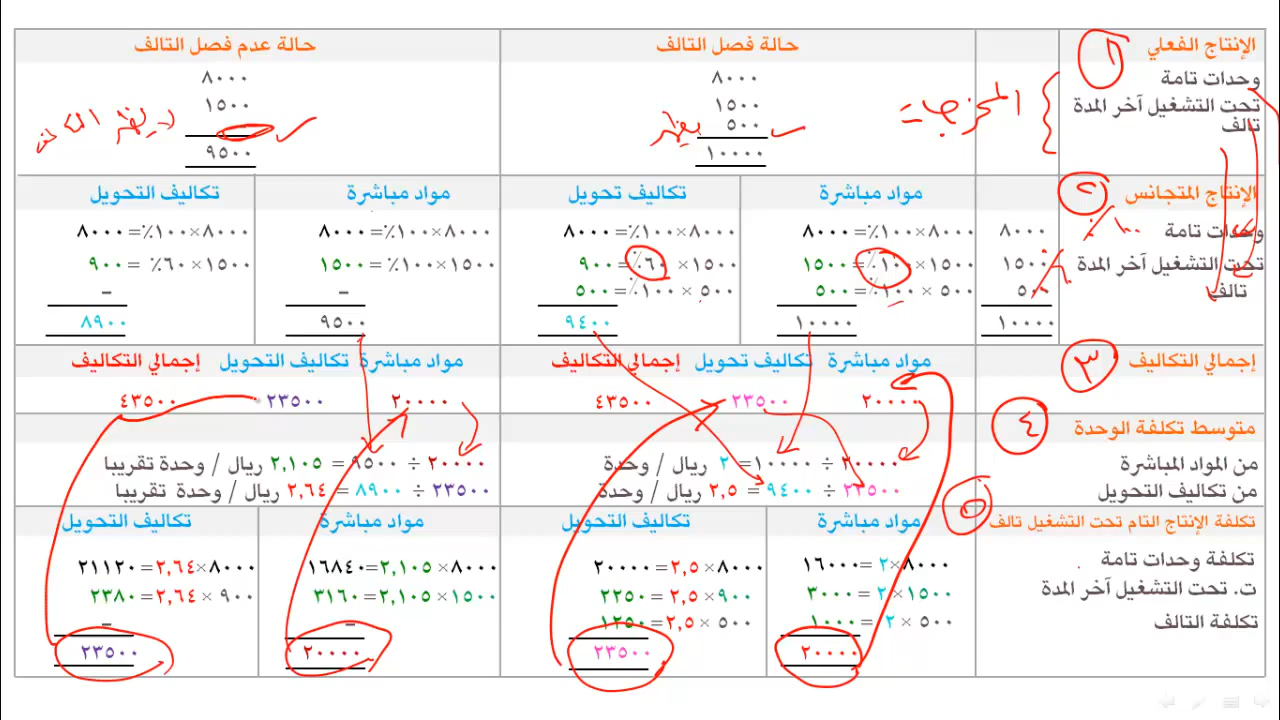 الإنتاج الفعلي حالة فصل التالف حالة عدم فصل التالف
وحدات تامة ٨٠٠٠ ٨٠٠٠
تحت التشغيل آخر المدة ١٥٠٠ ١٥٠٠
تالف ٥٠٠
١٠٠٠٠ ٩٥٠٠
١
المخرجات
يظهر
لا يظهر
الإنتاج المتجانس مواد مباشرة تكاليف تحويل مواد مباشرة تكاليف التحويل
٢
وحدات تامة ٨٠٠٠ ٨٠٠٠×١٠٠٪=٨٠٠٠ ٨٠٠٠×١٠٠٪=٨٠٠٠ ٨٠٠٠×١٠٠٪=٨٠٠٠ ٨٠٠٠×١٠٠٪=٨٠٠٠
تحت التشغيل آخر المدة ١٥٠٠ ١٥٠٠×١٠٠٪=١٥٠٠ ١٥٠٠×٦٠٪=٩٠٠ ١٥٠٠×١٠٠٪=١٥٠٠ ١٥٠٠×٦٠٪ =٩٠٠
تالف ٥٠٠ ٥٠٠ ×١٠٠٪=٥٠٠ ٥٠٠ ×١٠٠٪=٥٠٠ – –
١٠٠٠٠ ١٠٠٠٠ ٩٤٠٠ ٩٥٠٠ ٨٩٠٠
إجمالي التكاليف مواد مباشرة تكاليف تحويل إجمالي التكاليف مواد مباشرة تكاليف التحويل إجمالي التكاليف
٣
٢٠٠٠٠ ٢٣٥٠٠ ٤٣٥٠٠ ٢٠٠٠٠ ٢٣٥٠٠ ٤٣٥٠٠
متوسط تكلفة الوحدة
٤
من المواد المباشرة ٢٠٠٠٠ ÷ ١٠٠٠٠= ٢ ريال / وحدة ٢٠٠٠٠ ÷ ٩٥٠٠ = ٢,١٠٥ ريال / وحدة تقريبا
من تكاليف التحويل ٢٣٥٠٠ ÷ ٩٤٠٠= ٢,٥ ريال / وحدة ٢٣٥٠٠ ÷ ٨٩٠٠ = ٢,٦٤ ريال / وحدة تقريبا
تكلفة الإنتاج التام تحت التشغيل تالف مواد مباشرة تكاليف التحويل مواد مباشرة تكاليف التحويل
٥
تكلفة وحدات تامة ٨٠٠٠×٢ =١٦٠٠٠ ٨٠٠٠×٢,٥=٢٠٠٠٠ ٨٠٠٠×٢,١٠٥=١٦٨٤٠ ٨٠٠٠×٢,٦٤=٢١١٢٠
ت. تحت التشغيل آخر المدة ١٥٠٠×٢ =٣٠٠٠ ٩٠٠×٢,٥ =٢٢٥٠ ١٥٠٠×٢,١٠٥=٣١٦٠ ٩٠٠ ×٢,٦٤=٢٣٨٠
تكلفة التالف ٥٠٠ ×٢ =١٠٠٠ ٥٠٠ ×٢,٥=١٢٥٠ – –
٢٠٠٠٠ ٢٣٥٠٠ ٢٠٠٠٠ ٢٣٥٠٠